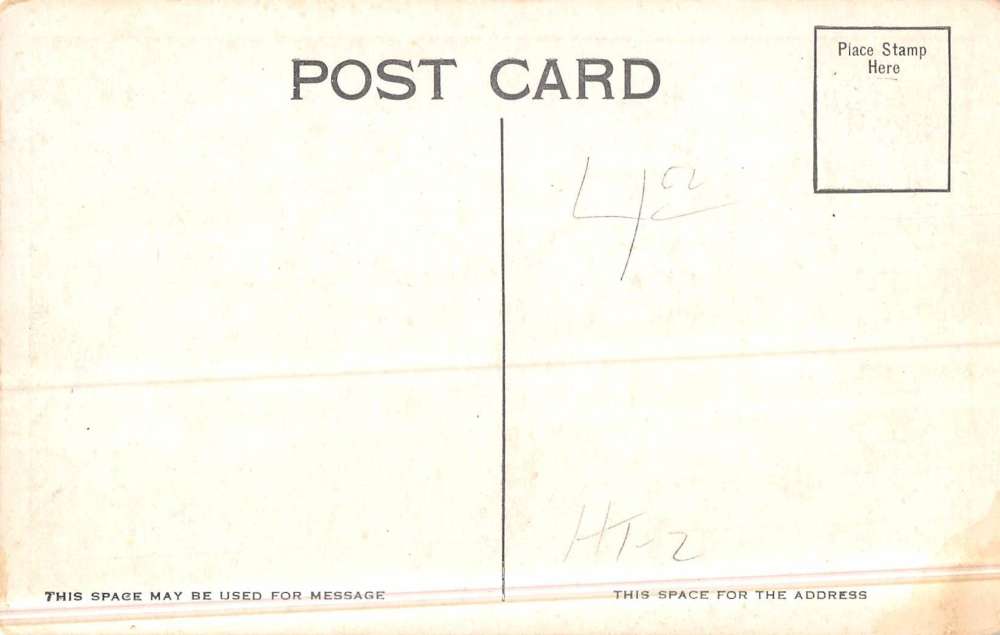 POST CARD
Place Stamp
Here
HT-2
THIS SPACE MAY BE USED FOR MESSAGE
THIS SPACE FOR THE ADDRESS